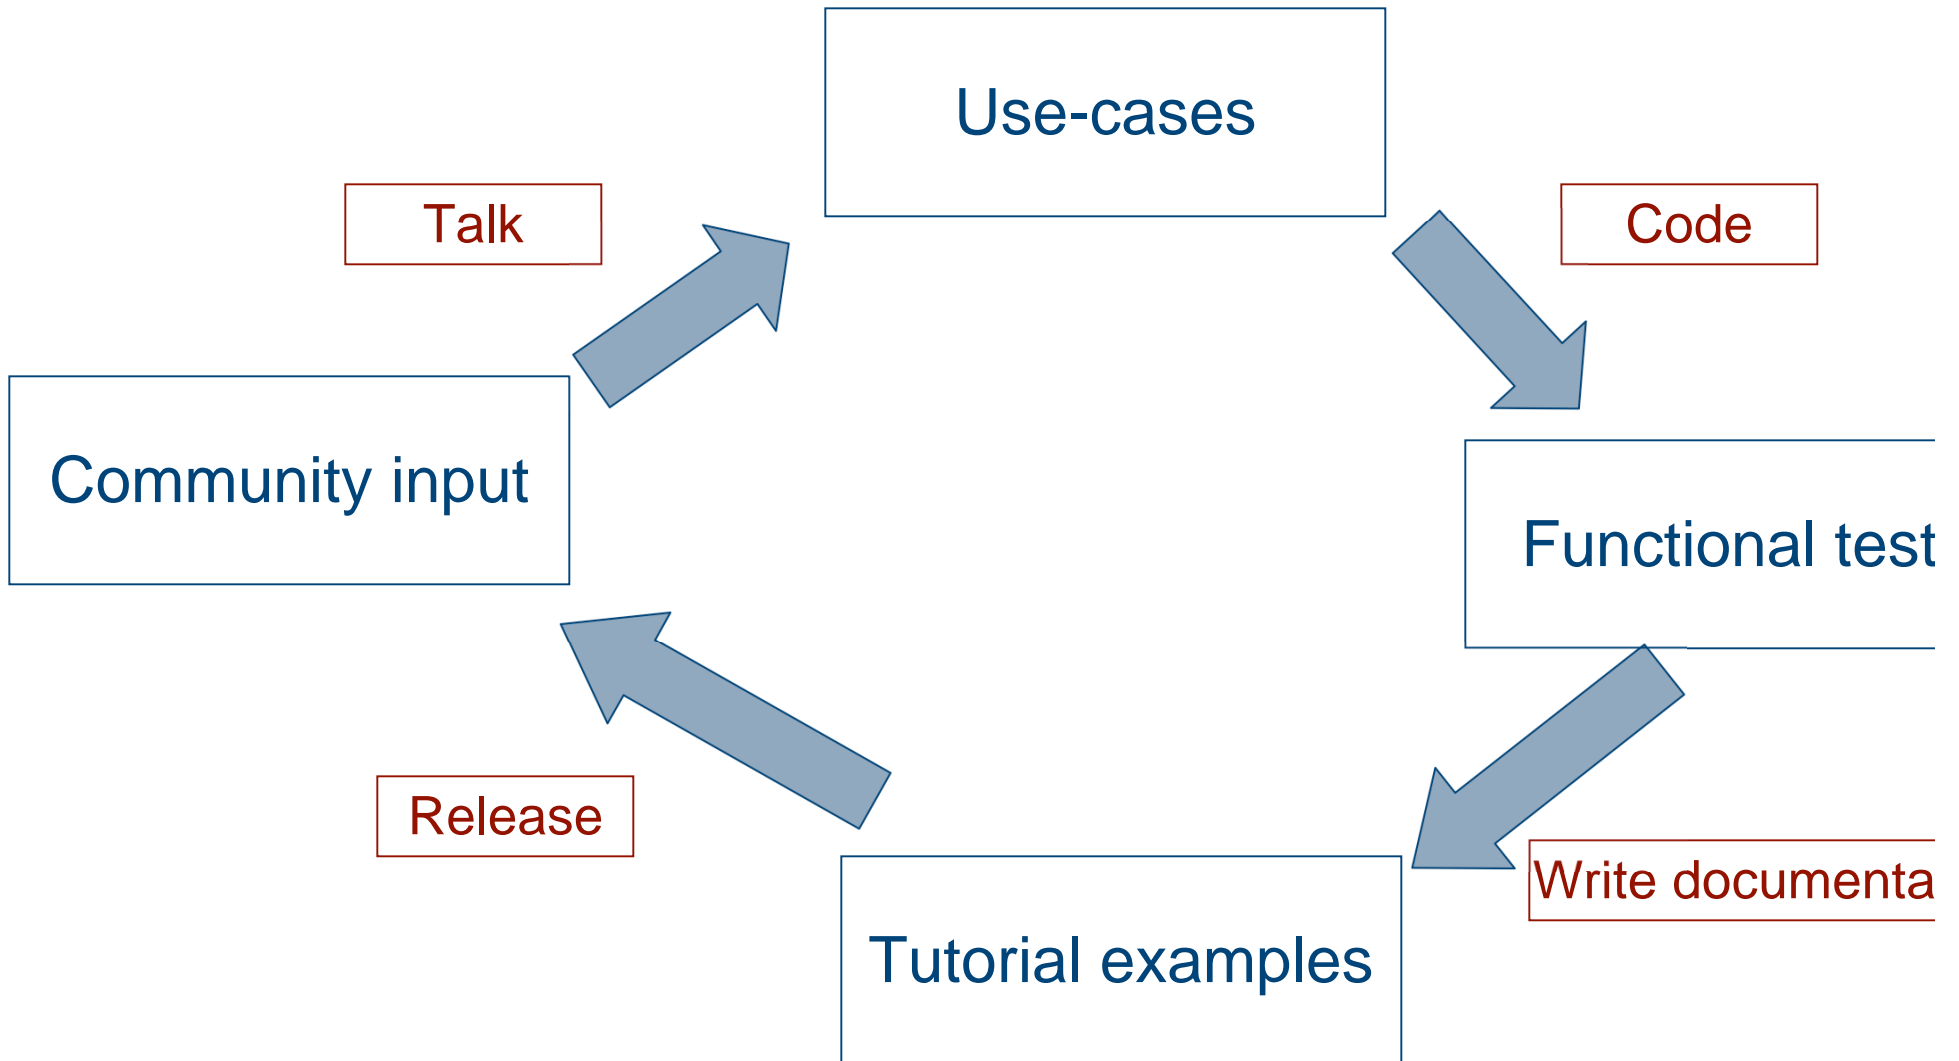 Use-cases
Talk
Code
Community input
Functional test
Release
Write documenta
Tutorial examples